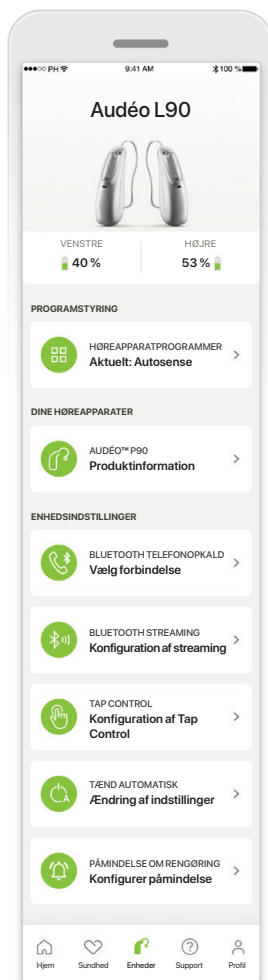 PH 9:41 AM 100 %
Audéo L90
VENSTRE HØJRE
40 % 53 %
PROGRAMSTYRING
HØREAPPARATPROGRAMMER
Aktuelt: Autosense
DINE HØREAPPARATER
AUDÉO™ P90
Produktinformation
ENHEDSINDSTILLINGER
BLUETOOTH TELEFONOPKALD
Vælg forbindelse
BLUETOOTH STREAMING
Konfiguration af streaming
TAP CONTROL
Konfiguration af Tap
Control
TÆND AUTOMATISK
Ændring af indstillinger
PÅMINDELSE OM RENGØRING
Konfigurer påmindelse
Hjem Sundhed Enheder Support Profil